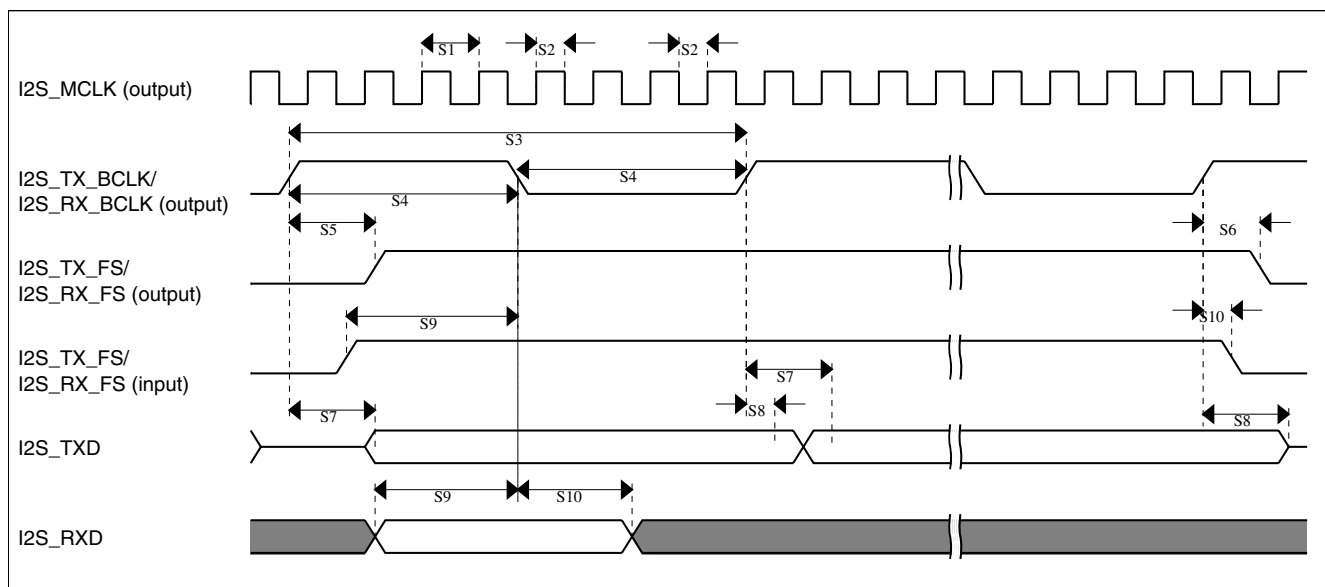 S1 S2 S2
I2S_MCLK (output)
S3
I2S_TX_BCLK/
I2S_RX_BCLK (output)
S4
S4
S5
S6
I2S_TX_FS/
I2S_RX_FS (output)
S9
S10
I2S_TX_FS/
I2S_RX_FS (input)
S7
S7
S8
S8
I2S_TXD
S9
S10
I2S_RXD